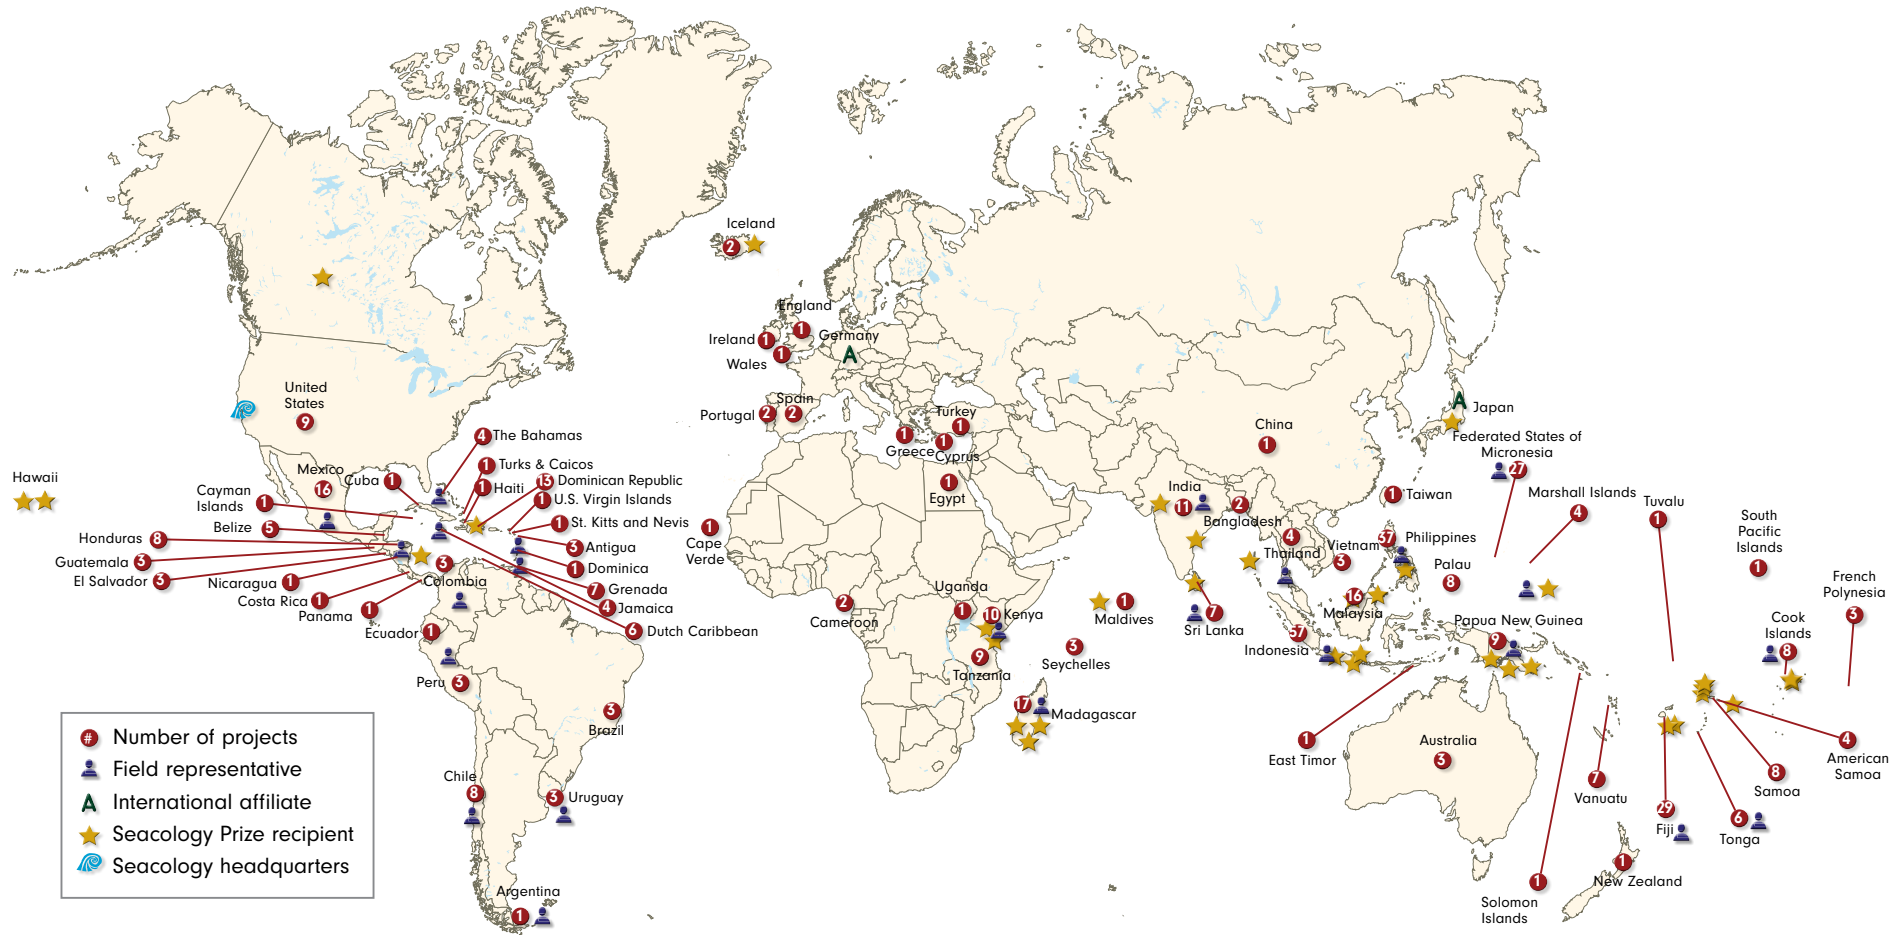 Iceland
2
England
1
Ireland
1
Germany
A
Wales
1
Portugal
2
Spain
2
Turkey
1
Greece
1
Cyprus
1
Egypt
1
United
States
9
Mexico
16
Hawaii
Cuba
1
4
The Bahamas
1
Turks & Caicos
1
Haiti
13
Dominican Republic
1
U.S. Virgin Islands
1
St. Kitts and Nevis
3
Antigua
1
Dominica
7
Grenada
4
Jamaica
6
Dutch Caribbean
Cayman
Islands
1
Belize
5
Honduras
8
Guatemala
3
El Salvador
3
Nicaragua
1
Costa Rica
1
Panama
1
3
Colombia
Ecuador
1
Peru
3
3
Brazil
Chile
8
3
Uruguay
Argentina
1
1
Cape
Verde
2
Cameroon
Uganda
1
10
Kenya
9
Tanzania
3
Seychelles
17
Madagascar
1
Maldives
India
11
2
Bangladesh
7
Sri Lanka
China
1
A
Japan
1
Taiwan
4
Thailand
Vietnam
3
37
Philippines
16
Malaysia
57
Indonesia
Federated States of
Micronesia
27
Marshall Islands
4
Tuvalu
1
Palau
8
Papua New Guinea
9
South
Pacific
Islands
1
French
Polynesia
3
Cook
Islands
8
1
East Timor
Australia
3
7
Vanuatu
29
Fiji
6
Tonga
8
Samoa
4
American
Samoa
1
Solomon
Islands
1
New Zealand
# Number of projects
Field representative
A International affiliate
Seacology Prize recipient
Seacology headquarters